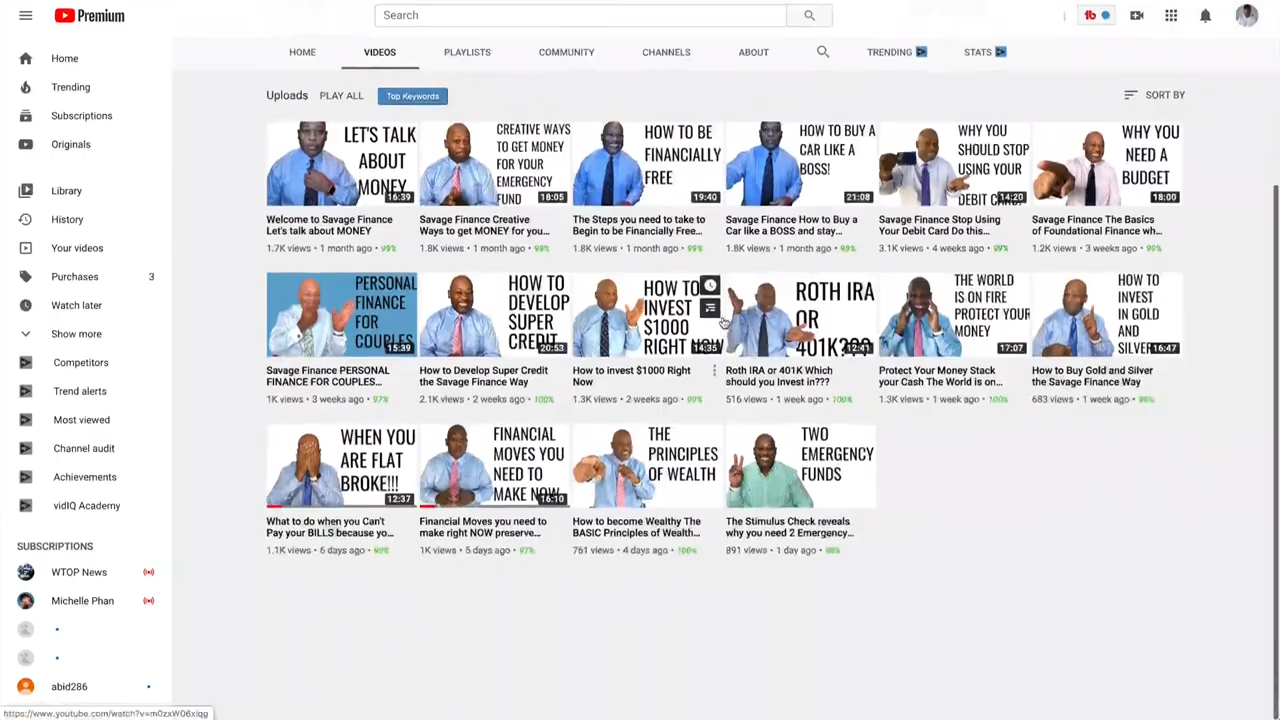 Premium
Search
HOME
VIDEOS
PLAYLISTS
COMMUNITY
CHANNELS
ABOUT
TRENDING
STATS
Home
Trending
Subscriptions
Originals
Library
History
Your videos
Purchases 3
Watch later
Show more
Competitors
Trend alerts
Most viewed
Channel audit
Achievements
vidIQ Academy
SUBSCRIPTIONS
WTOP News
Michelle Phan
abid286
Uploads
PLAY ALL
Top Keywords
SORT BY
LET'S TALK
ABOUT
MONEY
16:39
Welcome to Savage Finance
Let's talk about MONEY
1.7K views • 1 month ago • 99%
CREATIVE WAYS
TO GET MONEY
FOR YOUR
EMERGENCY
FUND
18:05
Savage Finance Creative
Ways to get MONEY for you...
1.8K views • 1 month ago • 99%
HOW TO BE
FINANCIALLY
FREE
19:40
The Steps you need to take to
Begin to be Financially Free...
1.8K views • 1 month ago • 99%
HOW TO BUY A
CAR LIKE A
BOSS!
21:08
Savage Finance How to Buy a
Car like a BOSS and stay...
1.8K views • 1 month ago • 99%
WHY YOU
SHOULD STOP
USING YOUR
DEBIT CARD!
14:20
Savage Finance Stop Using
Your Debit Card Do this...
3.1K views • 4 weeks ago • 99%
WHY YOU
NEED A
BUDGET
18:00
Savage Finance The Basics
of Foundational Finance wh...
1.2K views • 3 weeks ago • 99%
PERSONAL
FINANCE
FOR
COUPLES
15:39
Savage Finance PERSONAL
FINANCE FOR COUPLES...
1K views • 3 weeks ago • 97%
HOW TO
DEVELOP
SUPER
CREDIT
20:53
How to Develop Super Credit
the Savage Finance Way
2.1K views • 2 weeks ago • 100%
HOW TO
INVEST
$1000
RIGHT NOW
14:35
How to invest $1000 Right
Now
1.3K views • 2 weeks ago • 99%
ROTH IRA
OR
401K???
12:41
Roth IRA or 401K Which
should you Invest in???
516 views • 1 week ago • 100%
THE WORLD
IS ON FIRE
PROTECT YOUR
MONEY
17:07
Protect Your Money Stack
your Cash The World is on...
1.3K views • 1 week ago • 100%
HOW TO
INVEST
IN GOLD
AND
SILVER
16:47
How to Buy Gold and Silver
the Savage Finance Way
683 views • 1 week ago •
WHEN YOU
ARE FLAT
BROKE!!!
12:37
What to do when you Can't
Pay your BILLS because yo...
1.1K views • 6 days ago •
FINANCIAL
MOVES YOU
NEED TO
MAKE NOW
16:10
Financial Moves you need to
make right NOW preserve...
1K views • 5 days ago • 97%
THE
PRINCIPLES
OF WEALTH
How to become Wealthy The
BASIC Principles of Wealth...
761 views • 4 days ago • 100%
TWO
EMERGENCY
FUNDS
The Stimulus Check reveals
why you need 2 Emergency...
891 views • 1 day ago •